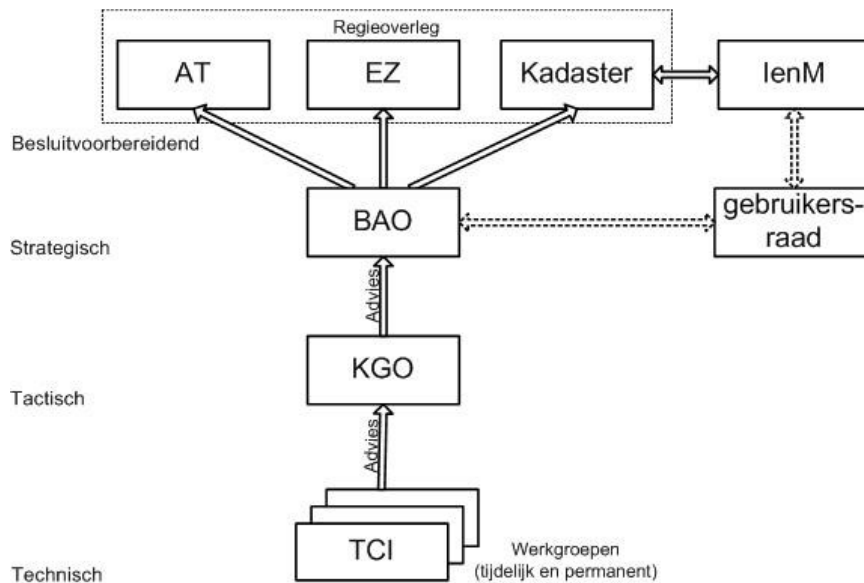 Regieoverleg
AT
EZ
Kadaster
IenM
Besluitvoorbereidend
BAO
gebruikers-
raad
Strategisch
Advies
KGO
Tactisch
Advies
TCI
Werkgroepen
(tijdelijk en permanent)
Technisch